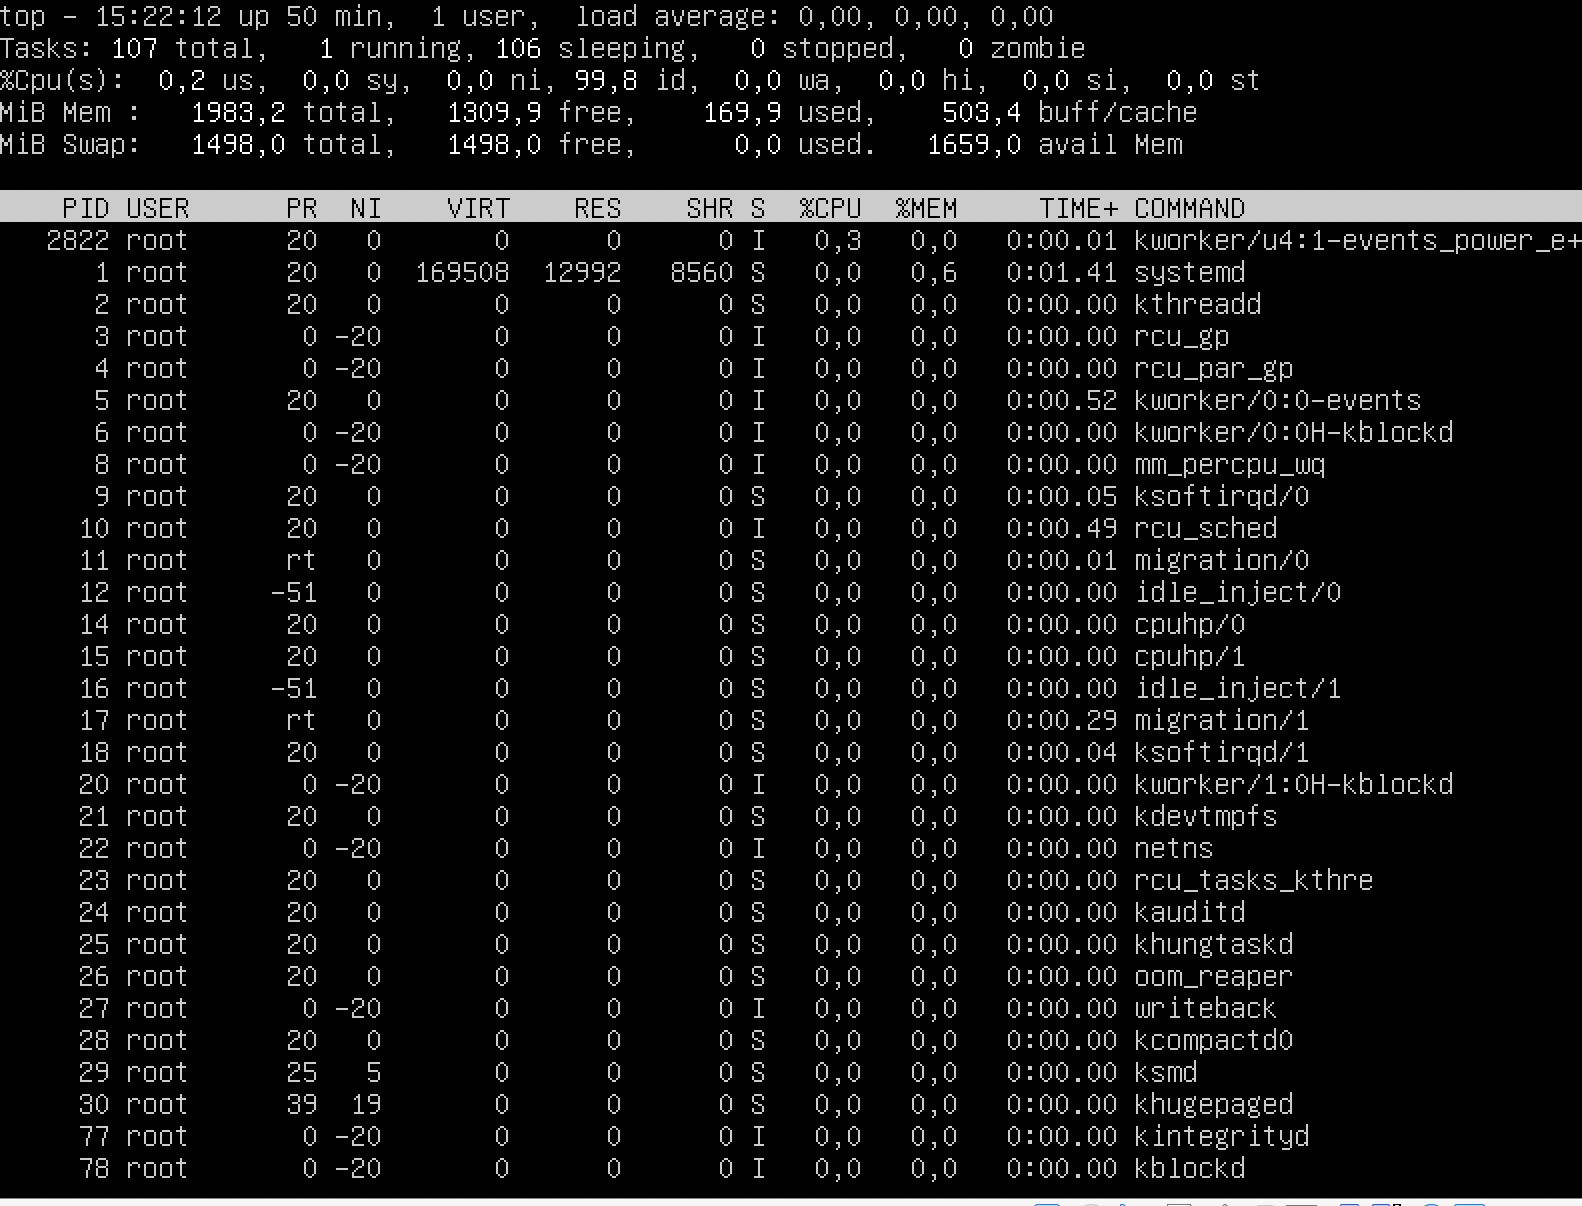 top - 15:22:12 up 50 min,  1 user,  load average: 0,00, 0,00, 0,00
Tasks: 107 total,   1 running, 106 sleeping,   0 stopped,   0 zombie
%Cpu(s):  0,2 us,  0,0 sy,  0,0 ni, 99,8 id,  0,0 wa,  0,0 hi,  0,0 si,  0,0 st
MiB Mem :   1983,2 total,   1309,9 free,    169,9 used,    503,4 buff/cache
MiB Swap:   1498,0 total,   1498,0 free,      0,0 used.   1659,0 avail Mem
PID USER PR NI VIRT RES SHR S %CPU %MEM TIME+ COMMAND
2822 root 20 0 0 0 0 I 0,3 0,0 0:00.01 kworker/u4:1-events_power_e+
1 root 20 0 169508 12992 8560 S 0,0 0,6 0:01.41 systemd
2 root 20 0 0 0 0 S 0,0 0,0 0:00.00 kthreadd
3 root 0 -20 0 0 0 I 0,0 0,0 0:00.00 rcu_gp
4 root 0 -20 0 0 0 I 0,0 0,0 0:00.00 rcu_par_gp
5 root 20 0 0 0 0 I 0,0 0,0 0:00.52 kworker/0:0-events
6 root 0 -20 0 0 0 I 0,0 0,0 0:00.00 kworker/0:0H-kblockd
8 root 0 -20 0 0 0 I 0,0 0,0 0:00.00 mm_percpu_wq
9 root 20 0 0 0 0 S 0,0 0,0 0:00.05 ksoftirqd/0
10 root 20 0 0 0 0 I 0,0 0,0 0:00.49 rcu_sched
11 root rt 0 0 0 0 S 0,0 0,0 0:00.01 migration/0
12 root -51 0 0 0 0 S 0,0 0,0 0:00.00 idle_inject/0
14 root 20 0 0 0 0 S 0,0 0,0 0:00.00 cpuhp/0
15 root 20 0 0 0 0 S 0,0 0,0 0:00.00 cpuhp/1
16 root -51 0 0 0 0 S 0,0 0,0 0:00.00 idle_inject/1
17 root rt 0 0 0 0 S 0,0 0,0 0:00.29 migration/1
18 root 20 0 0 0 0 S 0,0 0,0 0:00.04 ksoftirqd/1
20 root 0 -20 0 0 0 I 0,0 0,0 0:00.00 kworker/1:0H-kblockd
21 root 20 0 0 0 0 S 0,0 0,0 0:00.00 kdevtmpfs
22 root 0 -20 0 0 0 I 0,0 0,0 0:00.00 netns
23 root 20 0 0 0 0 S 0,0 0,0 0:00.00 rcu_tasks_kthre
24 root 20 0 0 0 0 S 0,0 0,0 0:00.00 kauditd
25 root 20 0 0 0 0 S 0,0 0,0 0:00.00 khungtaskd
26 root 20 0 0 0 0 S 0,0 0,0 0:00.00 oom_reaper
27 root 0 -20 0 0 0 I 0,0 0,0 0:00.00 writeback
28 root 20 0 0 0 0 S 0,0 0,0 0:00.00 kcompactd0
29 root 25 5 0 0 0 S 0,0 0,0 0:00.00 ksmd
30 root 39 19 0 0 0 S 0,0 0,0 0:00.00 khugepaged
77 root 0 -20 0 0 0 I 0,0 0,0 0:00.00 kintegrityd
78 root 0 -20 0 0 0 I 0,0 0,0 0:00.00 kblockd